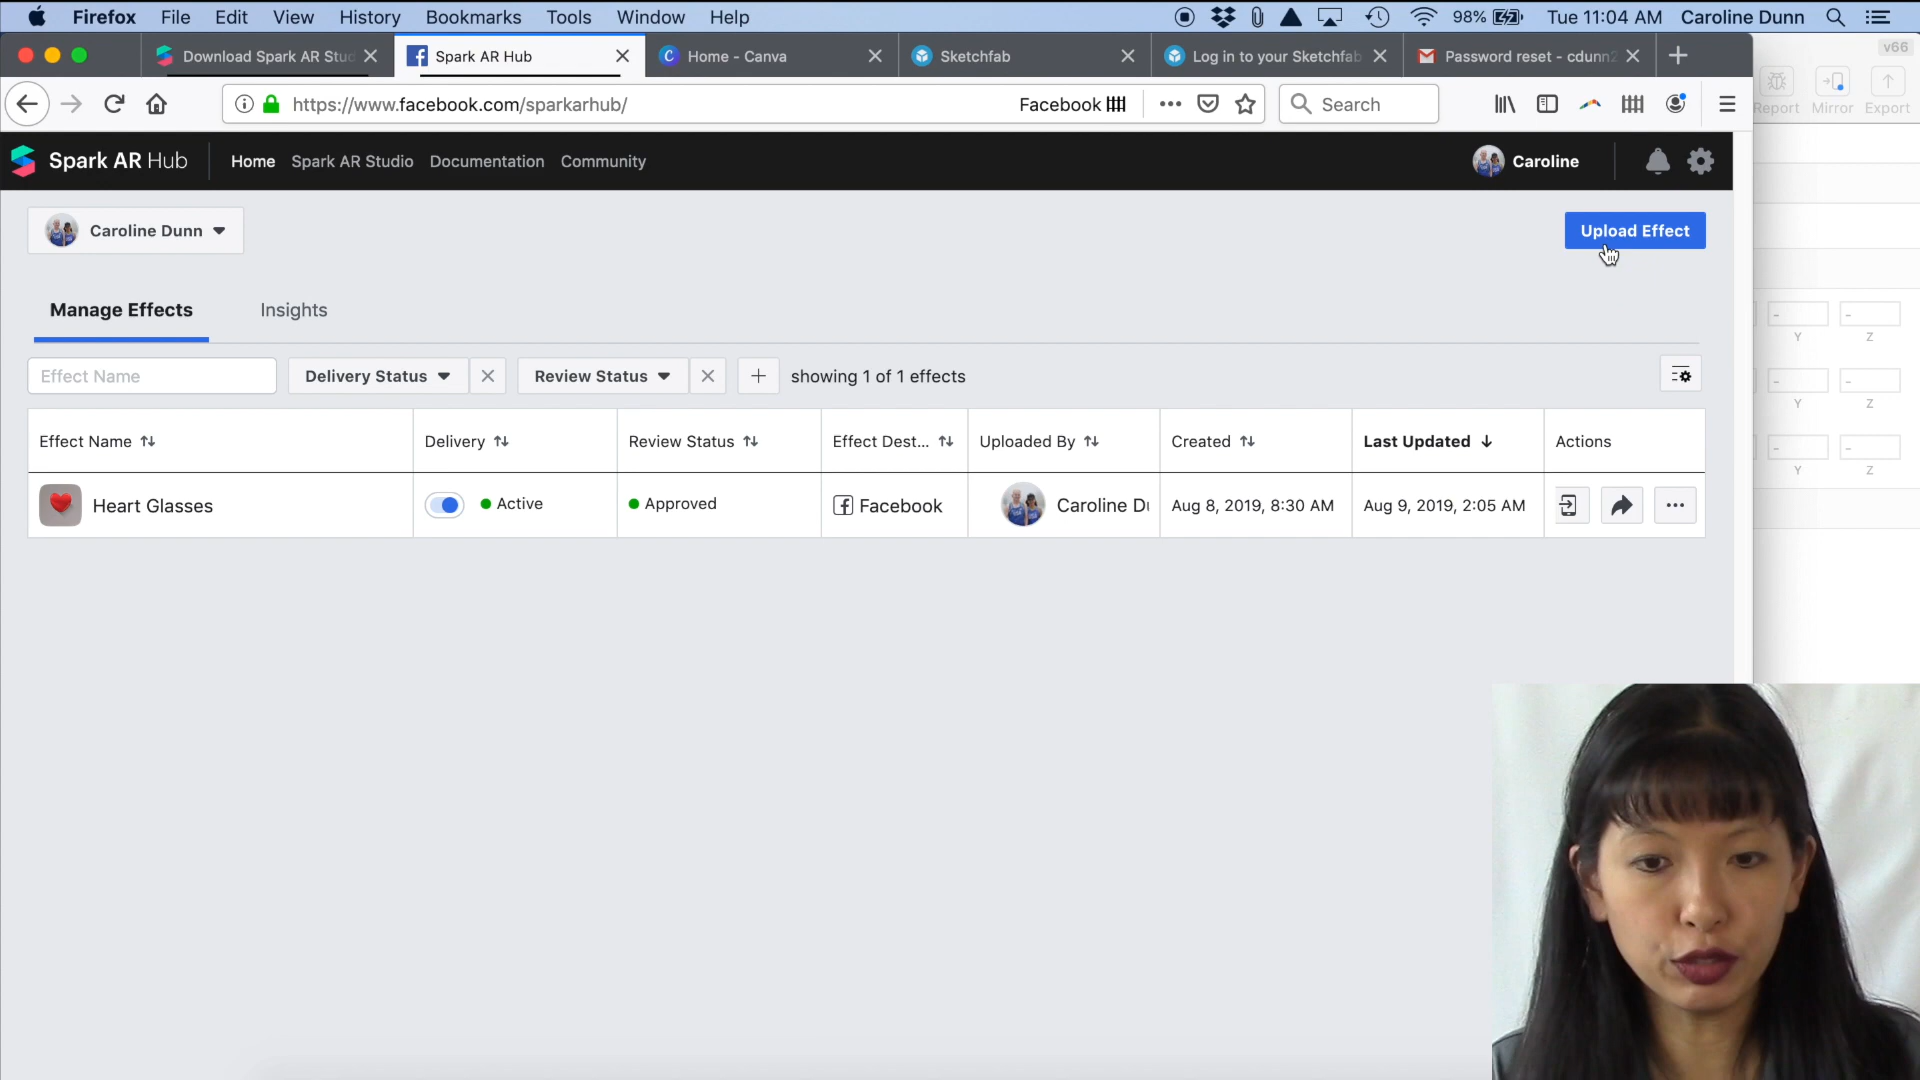 Firefox File Edit View History Bookmarks Tools Window Help 98% Tue 11:04 AM Caroline Dunn
Download Spark AR Stu Spark AR Hub Home - Canva Sketchfab Log in to your Sketchfab Password reset - cdunn2 v66
https://www.facebook.com/sparkarhub/ Facebook Search Report Mirror Export
Spark AR Hub Home Spark AR Studio Documentation Community Caroline
Caroline Dunn Upload Effect
Manage Effects Insights
- -
Y Z
Effect Name Delivery Status Review Status showing 1 of 1 effects - -
Y Z
Effect Name Delivery Review Status Effect Dest... Uploaded By Created Last Updated Actions - -
Y Z
Heart Glasses Active Approved Facebook Caroline Du Aug 8, 2019, 8:30 AM Aug 9, 2019, 2:05 AM